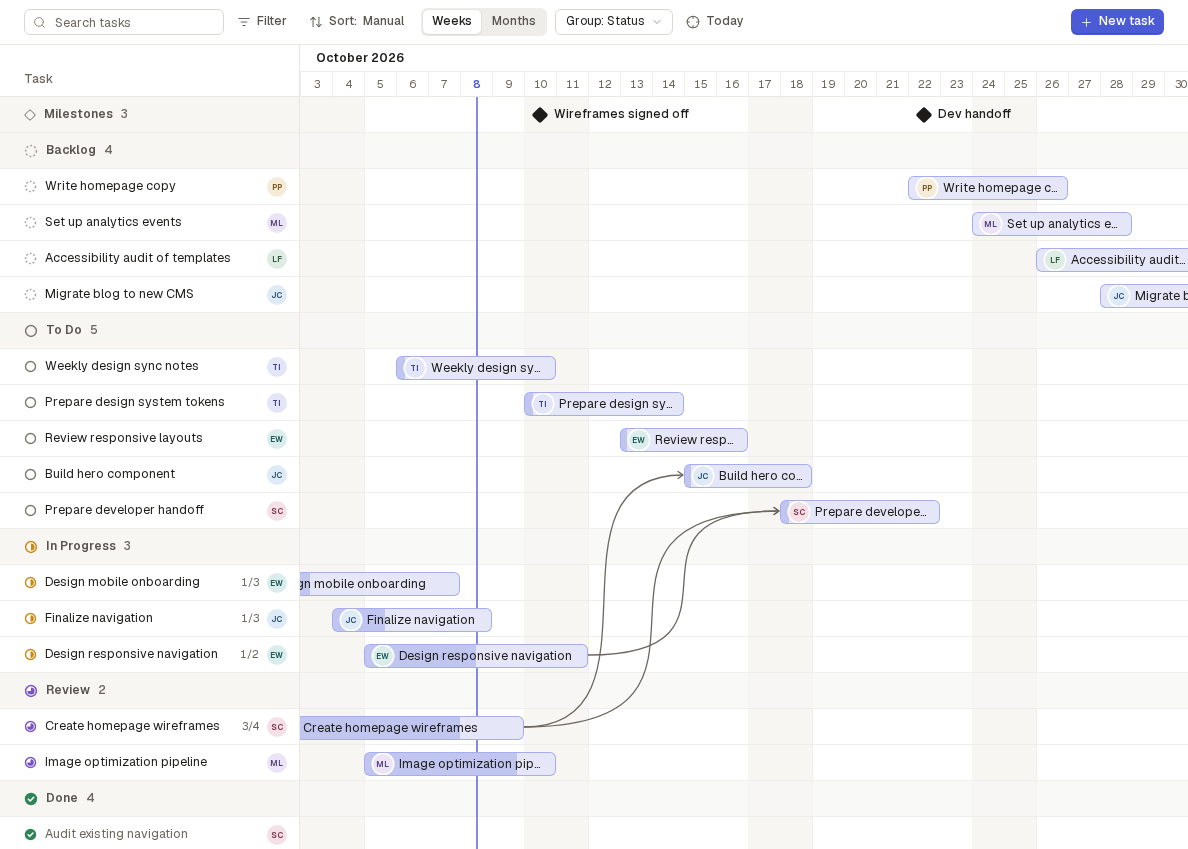 Search tasks Filter Sort: Manual Weeks Months Group: Status Today New task
October 2026
Task
3 4 5 6 7 8 9 10 11 12 13 14 15 16 17 18 19 20 21 22 23 24 25 26 27 28 29 30
Milestones 3 Wireframes signed off Dev handoff
Backlog 4
Write homepage copy PP PP Write homepage c…
Set up analytics events ML ML Set up analytics e…
Accessibility audit of templates LF LF Accessibility audit…
Migrate blog to new CMS JC JC Migrate b
To Do 5
Weekly design sync notes TI TI Weekly design sy…
Prepare design system tokens TI TI Prepare design sy…
Review responsive layouts EW EW Review resp…
Build hero component JC JC Build hero co…
Prepare developer handoff SC SC Prepare develope…
In Progress 3
Design mobile onboarding 1/3 EW gn mobile onboarding
Finalize navigation 1/3 JC JC Finalize navigation
Design responsive navigation 1/2 EW EW Design responsive navigation
Review 2
Create homepage wireframes 3/4 SC Create homepage wireframes
Image optimization pipeline ML ML Image optimization pip…
Done 4
Audit existing navigation SC